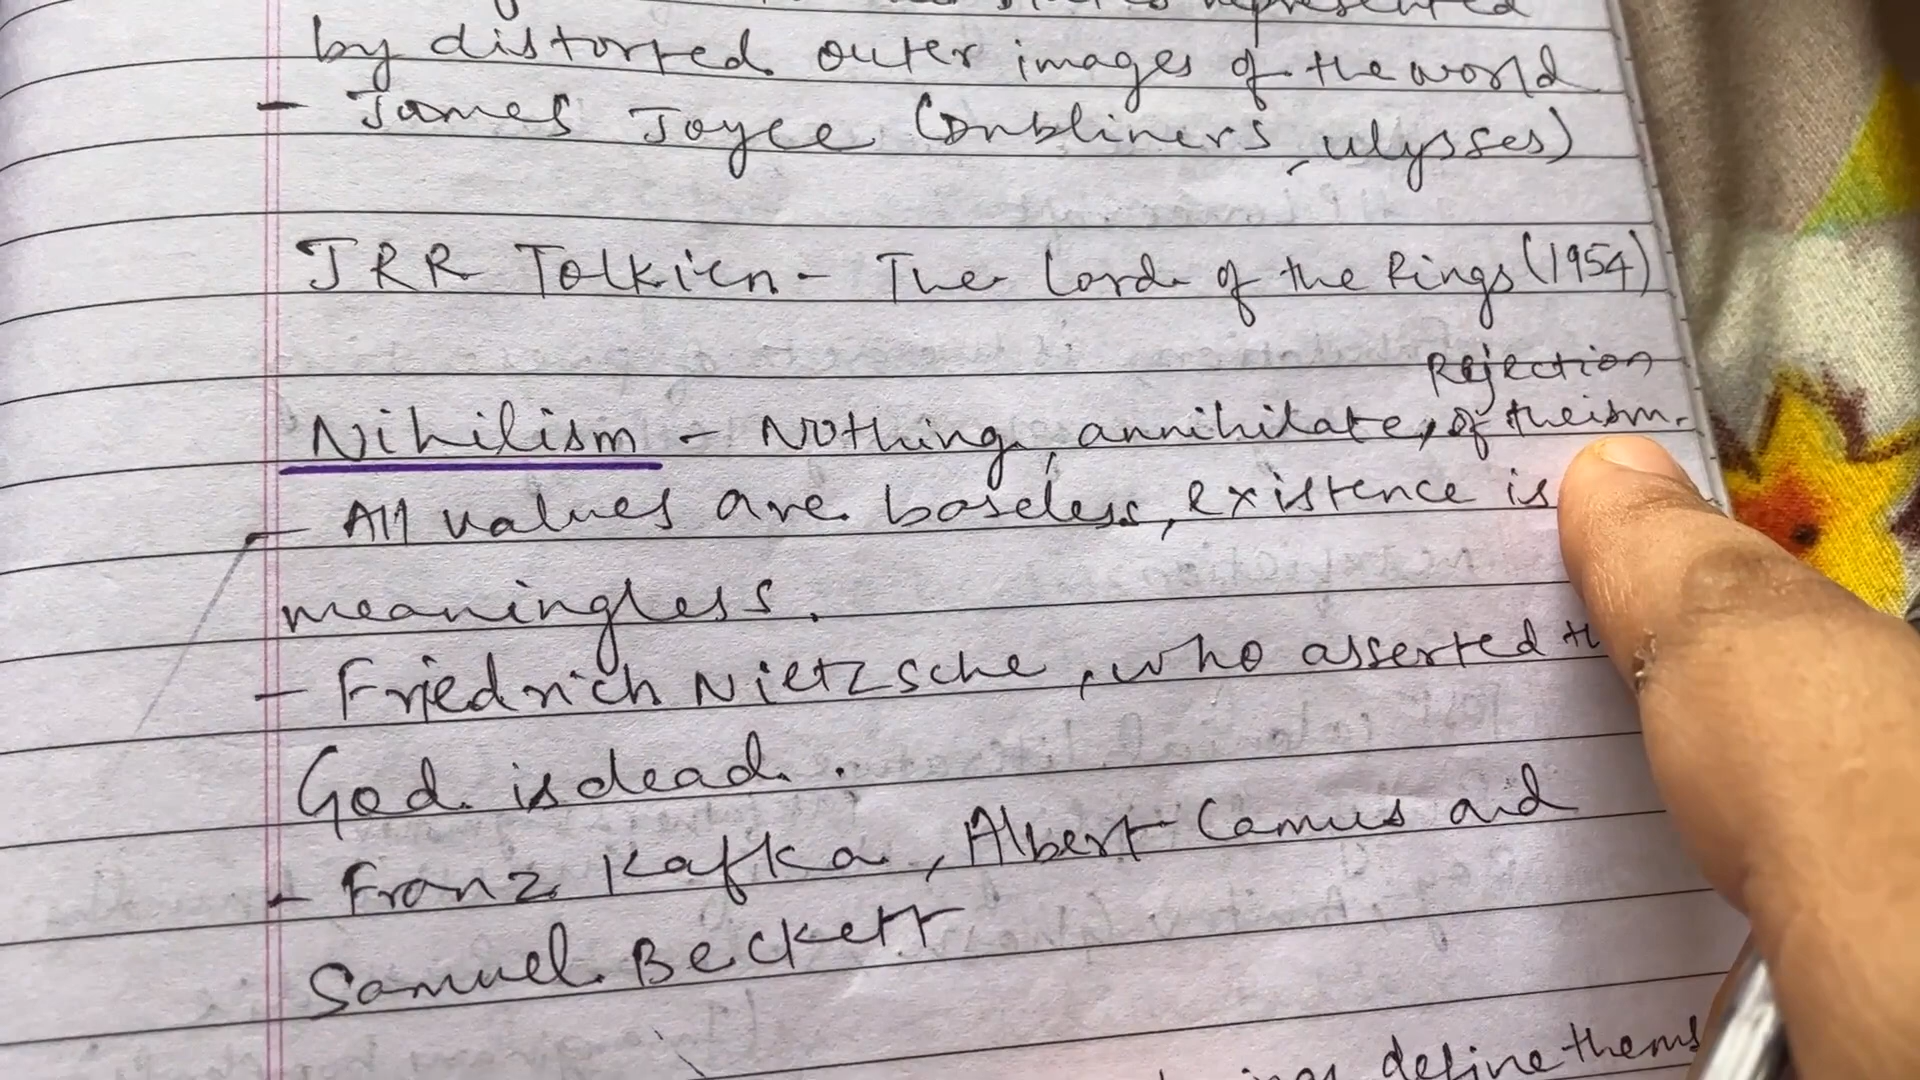 represented
by distorted outer images of the world
- James Joyce (Dubliners, ulysses)
JRR Tolkien - The Lord of the Rings (1954)
Rejection
Nihilism - Nothing, annihilate, of theism.
- All values are baseless, existence is
meaningless.
- Friedrich Nietzsche, who asserted
God is dead.
- Franz Kafka, Albert Camus and
Samuel Beckett
define